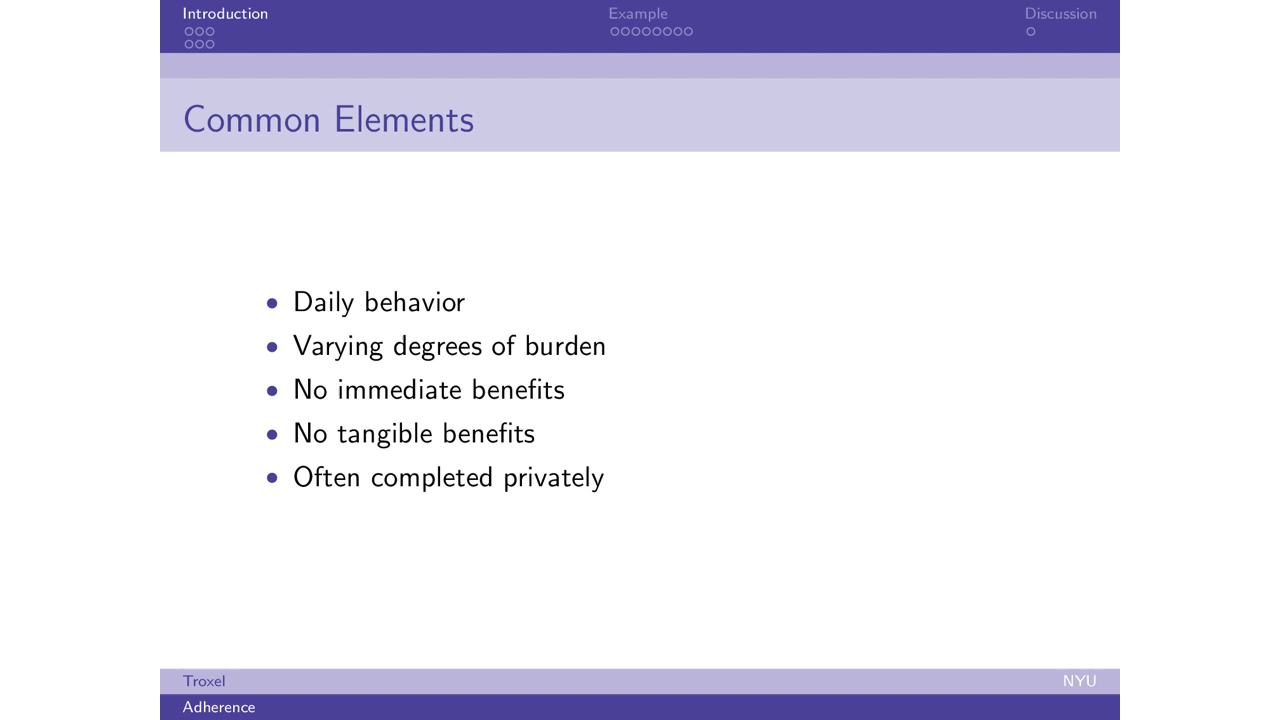 Introduction
Example
Discussion
Common Elements
• Daily behavior
• Varying degrees of burden
• No immediate benefits
• No tangible benefits
• Often completed privately
Troxel
NYU
Adherence